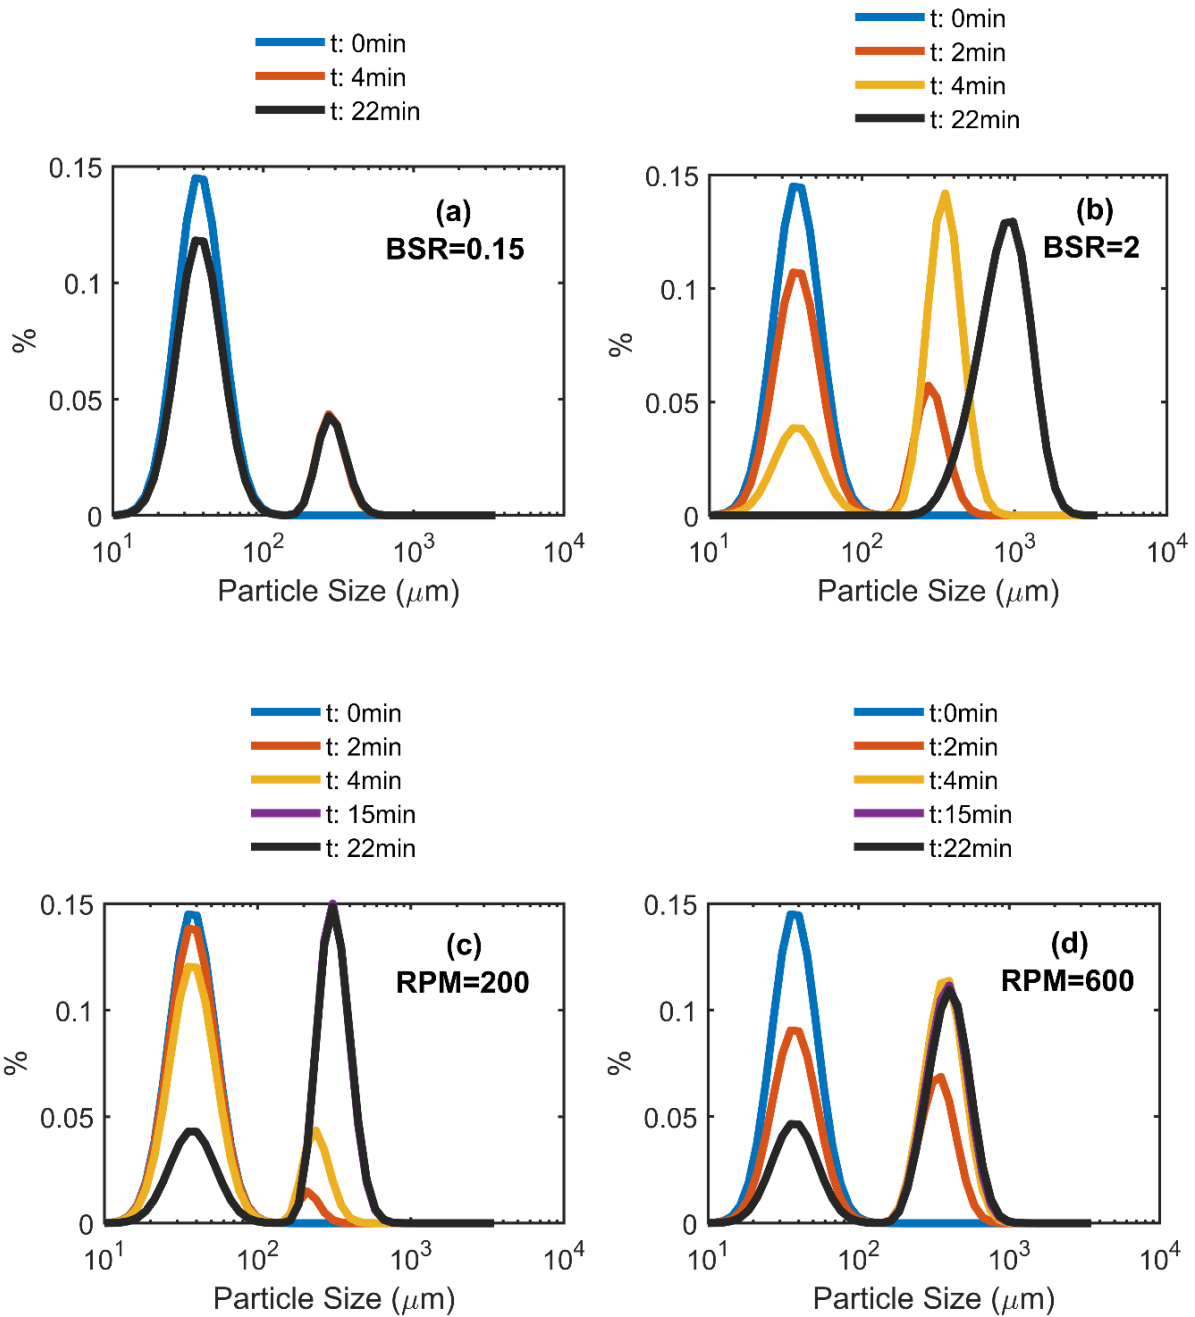 t: 0min
t: 4min
t: 22min
0.15
0.1
0.05
0
%
(a)
BSR=0.15
10^1 10^2 10^3 10^4
Particle Size (μm)
t: 0min
t: 2min
t: 4min
t: 22min
0.15
0.1
0.05
0
%
(b)
BSR=2
10^1 10^2 10^3 10^4
Particle Size (μm)
t: 0min
t: 2min
t: 4min
t: 15min
t: 22min
0.15
0.1
0.05
0
%
(c)
RPM=200
10^1 10^2 10^3 10^4
Particle Size (μm)
t:0min
t:2min
t:4min
t:15min
t:22min
0.15
0.1
0.05
0
%
(d)
RPM=600
10^1 10^2 10^3 10^4
Particle Size (μm)